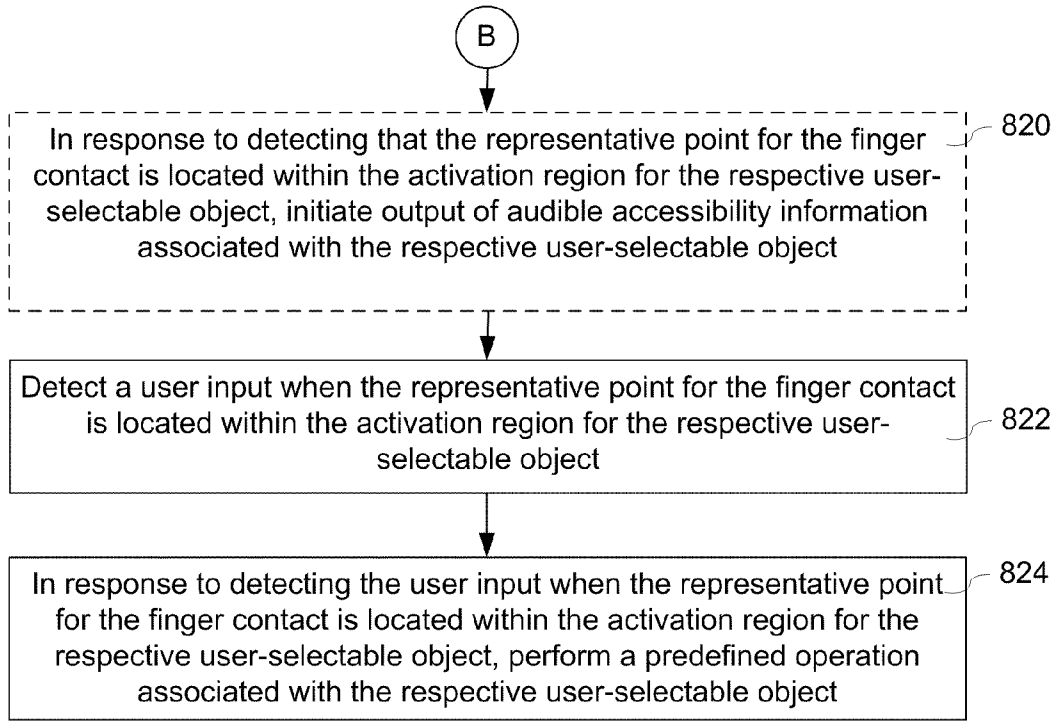 B
In response to detecting that the representative point for the finger
contact is located within the activation region for the respective user-
selectable object, initiate output of audible accessibility information
associated with the respective user-selectable object
820
Detect a user input when the representative point for the finger contact
is located within the activation region for the respective user-
selectable object
822
In response to detecting the user input when the representative point
for the finger contact is located within the activation region for the
respective user-selectable object, perform a predefined operation
associated with the respective user-selectable object
824